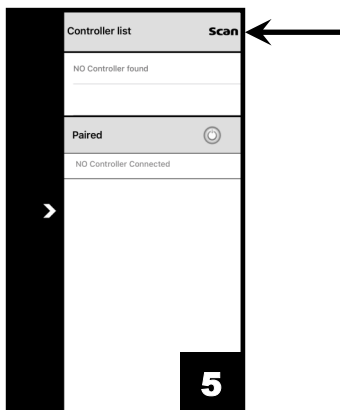 Controller list Scan
NO Controller found
Paired
NO Controller Connected
5